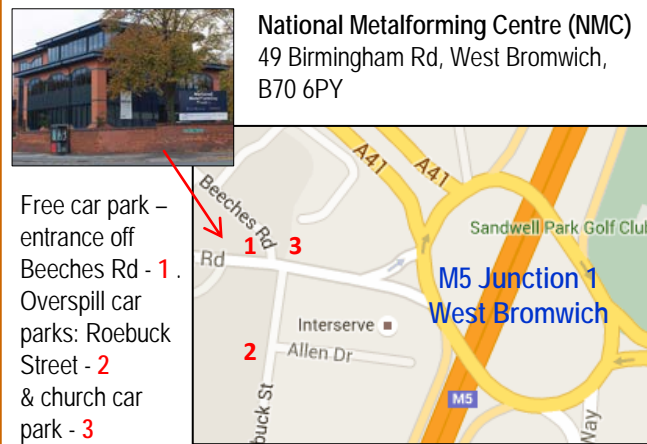 National Metalforming Centre (NMC)
49 Birmingham Rd, West Bromwich,
B70 6PY
Free car park –
entrance off
Beeches Rd - 1 .
Overspill car
parks: Roebuck
Street - 2
& church car
park - 3
A41
A41
Beeches Rd
1
3
Rd
Sandwell Park Golf Club
M5 Junction 1
West Bromwich
Interserve
2
Allen Dr
buck St
M5
Way